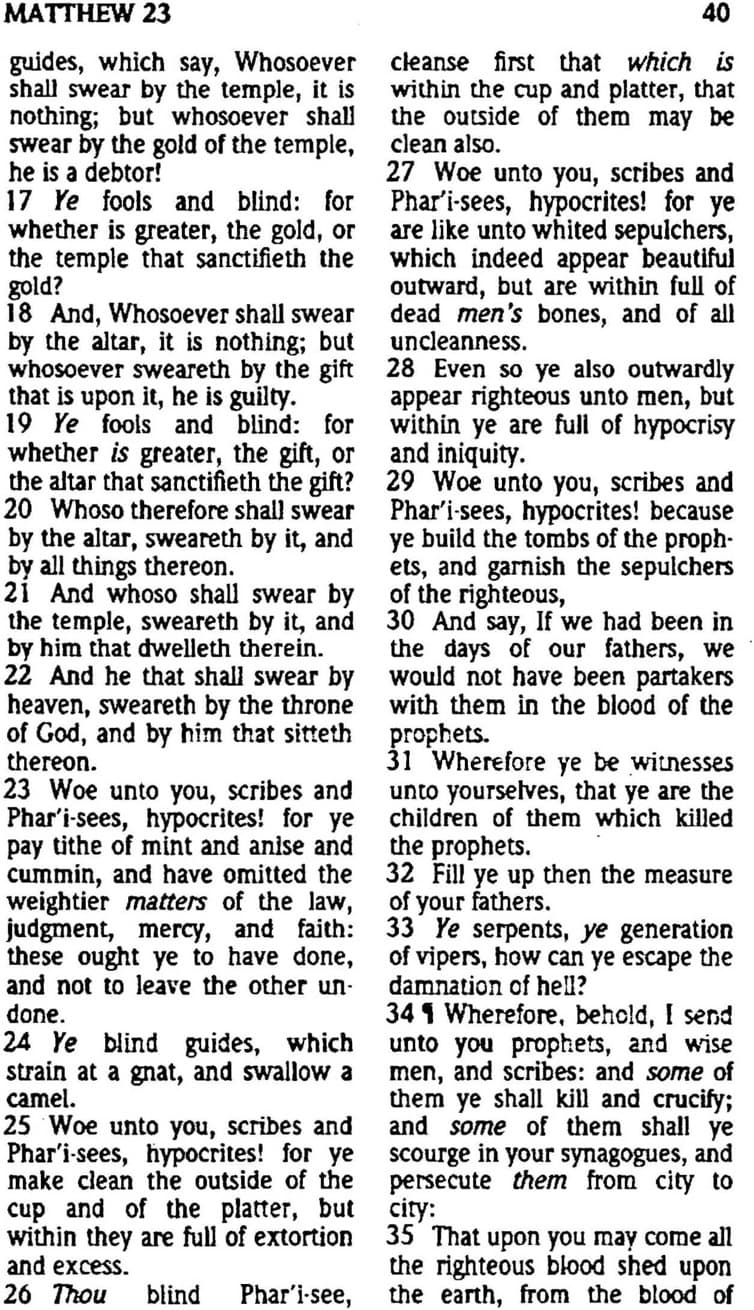 MATTHEW 23
40
guides, which say, Whosoever
shall swear by the temple, it is
nothing; but whosoever shall
swear by the gold of the temple,
he is a debtor!
17 Ye fools and blind: for
whether is greater, the gold, or
the temple that sanctifieth the
gold?
18 And, Whosoever shall swear
by the altar, it is nothing; but
whosoever sweareth by the gift
that is upon it, he is guilty.
19 Ye fools and blind: for
whether is greater, the gift, or
the altar that sanctifieth the gift?
20 Whoso therefore shall swear
by the altar, sweareth by it, and
by all things thereon.
21 And whoso shall swear by
the temple, sweareth by it, and
by him that dwelleth therein.
22 And he that shall swear by
heaven, sweareth by the throne
of God, and by him that sitteth
thereon.
23 Woe unto you, scribes and
Phar'i-sees, hypocrites! for ye
pay tithe of mint and anise and
cummin, and have omitted the
weightier matters of the law,
judgment, mercy, and faith:
these ought ye to have done,
and not to leave the other un-
done.
24 Ye blind guides, which
strain at a gnat, and swallow a
camel.
25 Woe unto you, scribes and
Phar'i-sees, hypocrites! for ye
make clean the outside of the
cup and of the platter, but
within they are full of extortion
and excess.
26 Thou blind Phar'i-see,
cleanse first that which is
within the cup and platter, that
the outside of them may be
clean also.
27 Woe unto you, scribes and
Phar'i-sees, hypocrites! for ye
are like unto whited sepulchers,
which indeed appear beautiful
outward, but are within full of
dead men's bones, and of all
uncleanness.
28 Even so ye also outwardly
appear righteous unto men, but
within ye are full of hypocrisy
and iniquity.
29 Woe unto you, scribes and
Phar'i-sees, hypocrites! because
ye build the tombs of the proph-
ets, and garnish the sepulchers
of the righteous,
30 And say, If we had been in
the days of our fathers, we
would not have been partakers
with them in the blood of the
prophets.
31 Wherefore ye be witnesses
unto yourselves, that ye are the
children of them which killed
the prophets.
32 Fill ye up then the measure
of your fathers.
33 Ye serpents, ye generation
of vipers, how can ye escape the
damnation of hell?
34 ¶ Wherefore, behold, I send
unto you prophets, and wise
men, and scribes: and some of
them ye shall kill and crucify;
and some of them shall ye
scourge in your synagogues, and
persecute them from city to
city:
35 That upon you may come all
the righteous blood shed upon
the earth, from the blood of